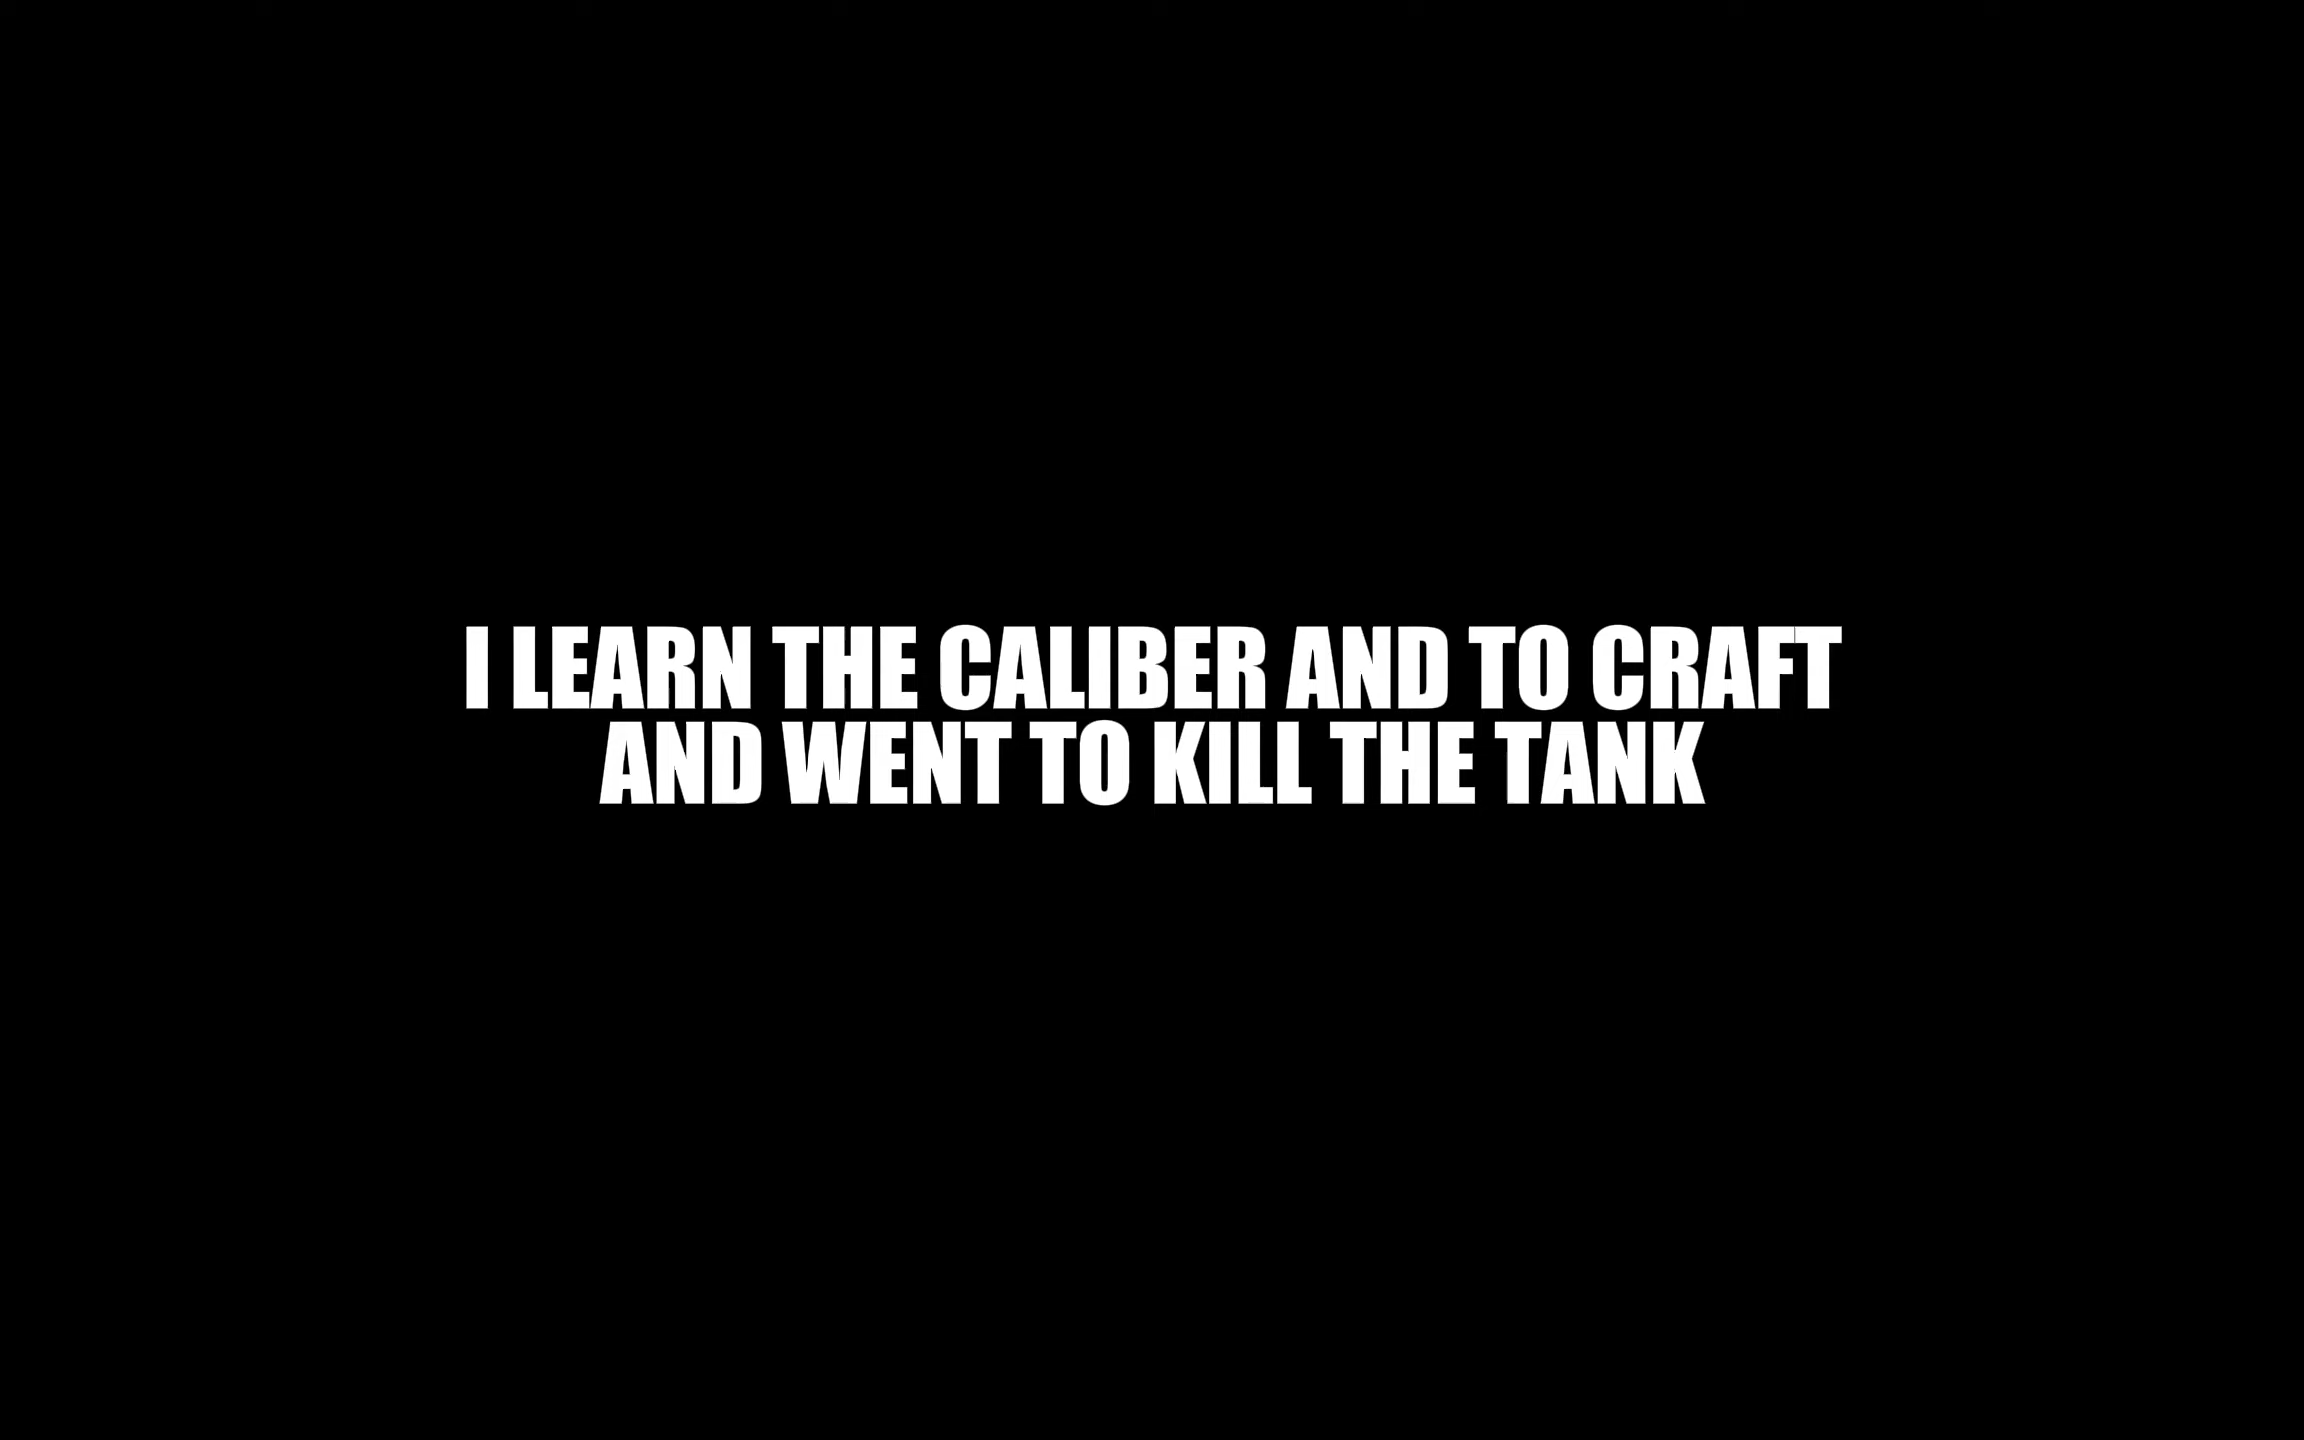 I LEARN THE CALIBER AND TO CRAFT
AND WENT TO KILL THE TANK